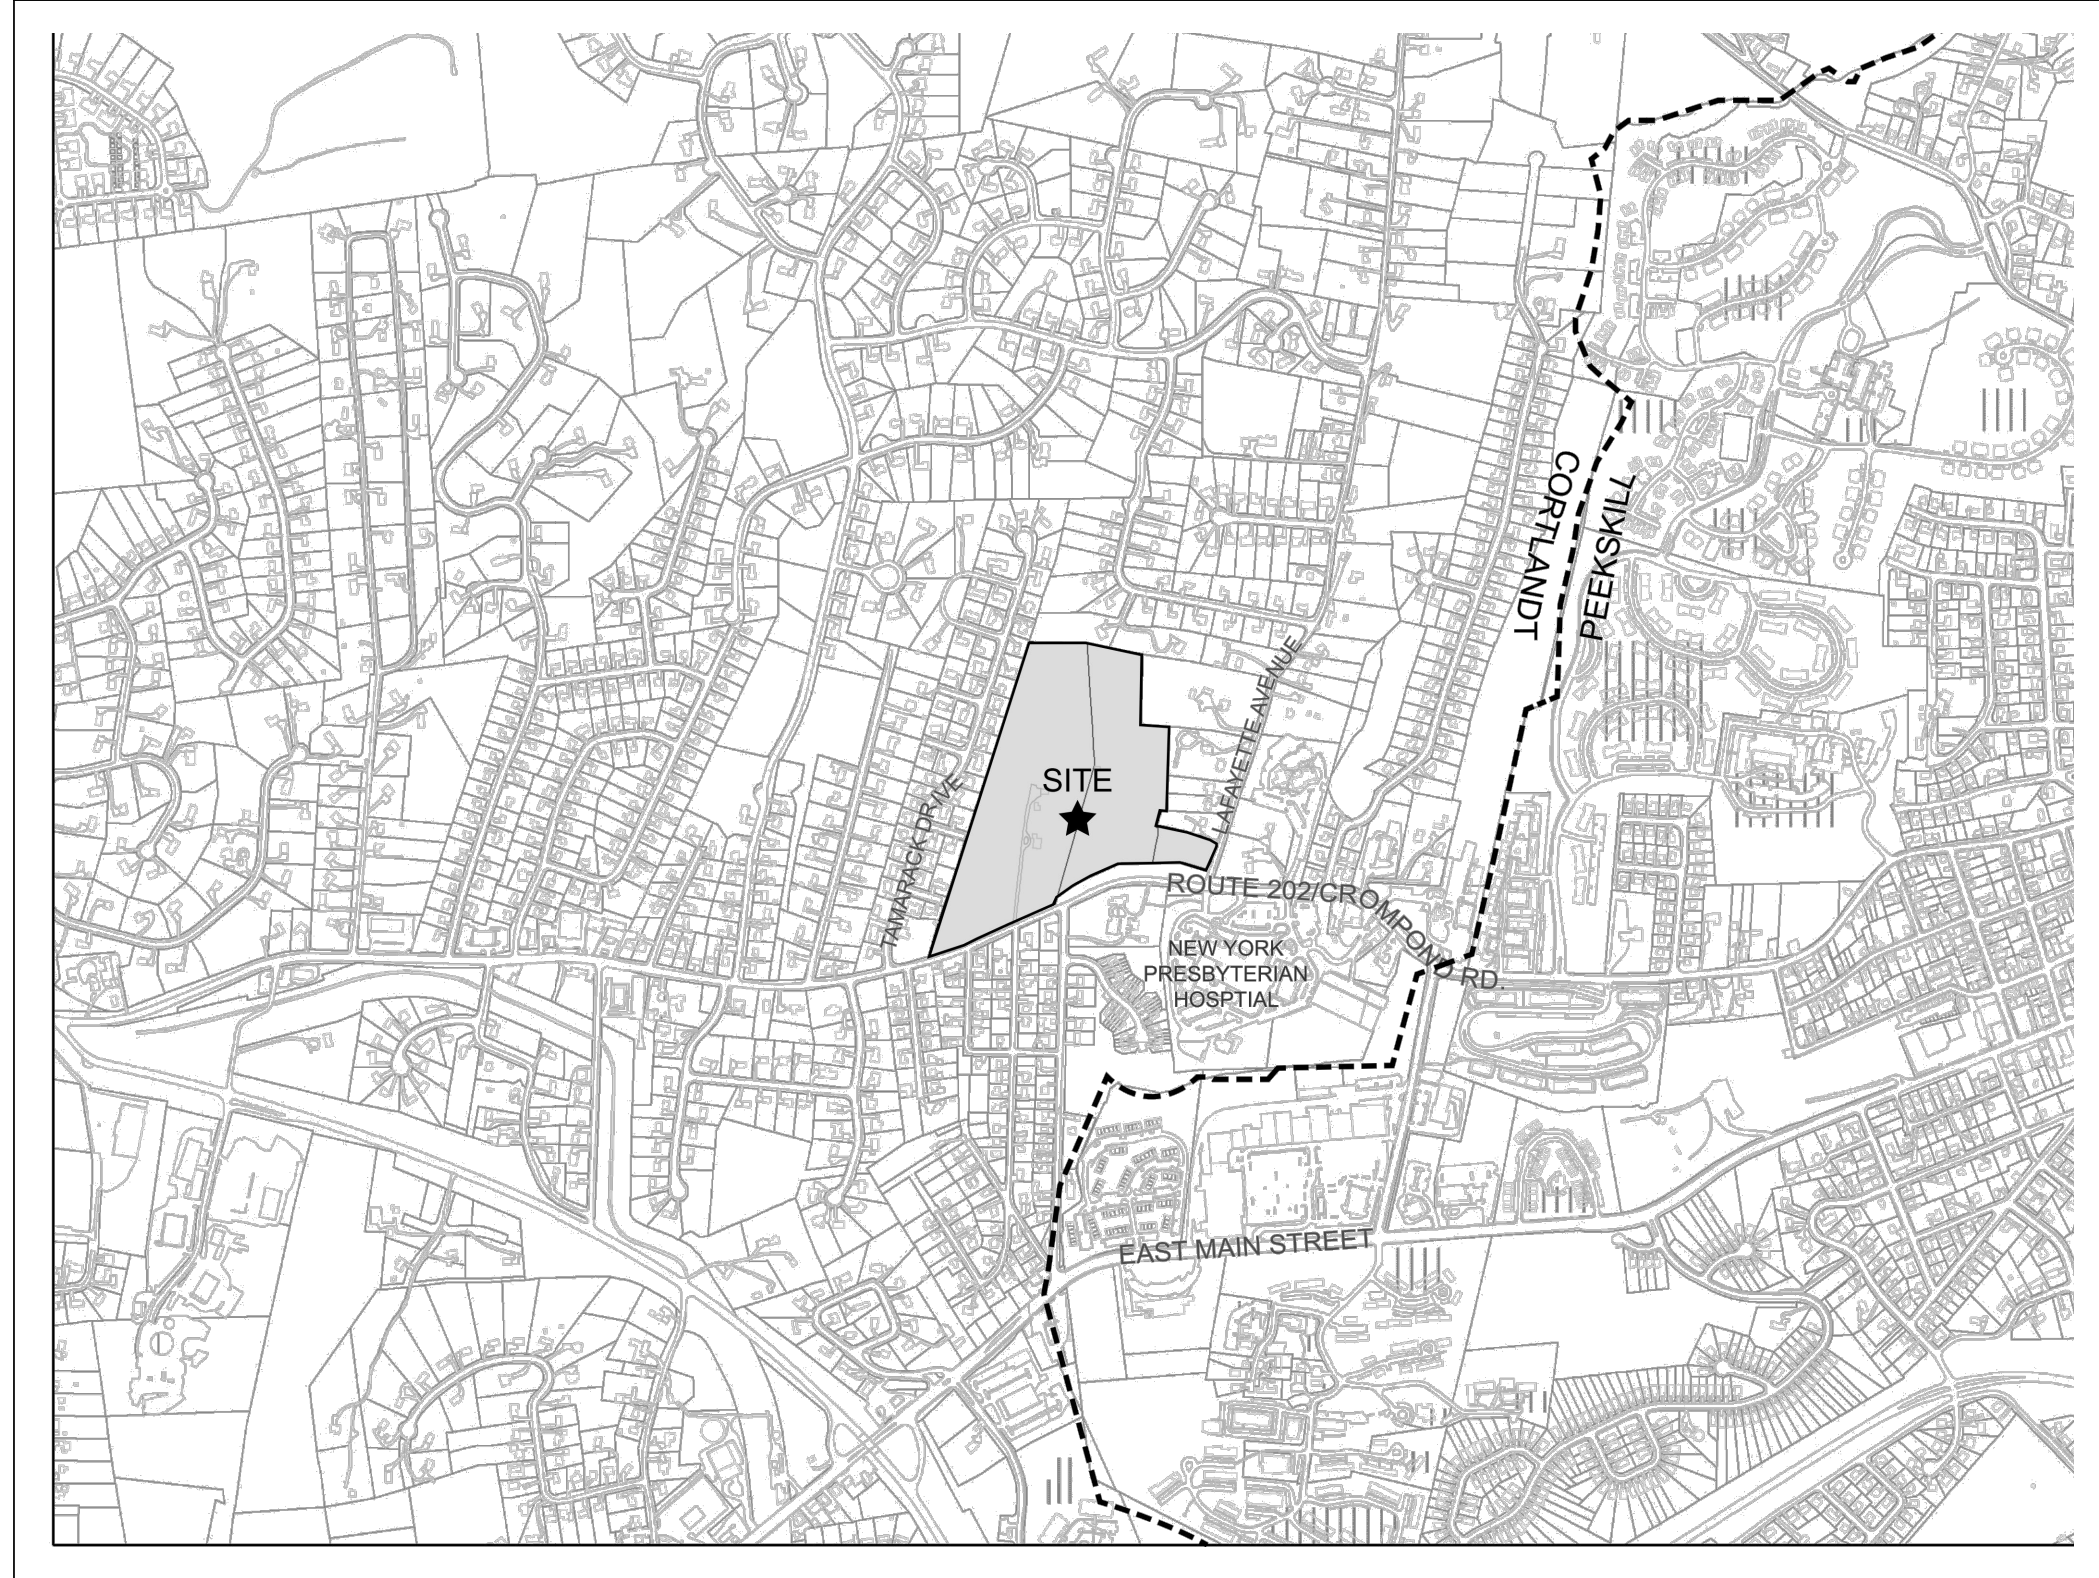 CORTLANDT
PEEKSKILL
LAFAYETTE AVENUE
SITE
TAMARACK DRIVE
ROUTE 202/CROMPOND RD.
NEW YORK
PRESBYTERIAN
HOSPTIAL
EAST MAIN STREET